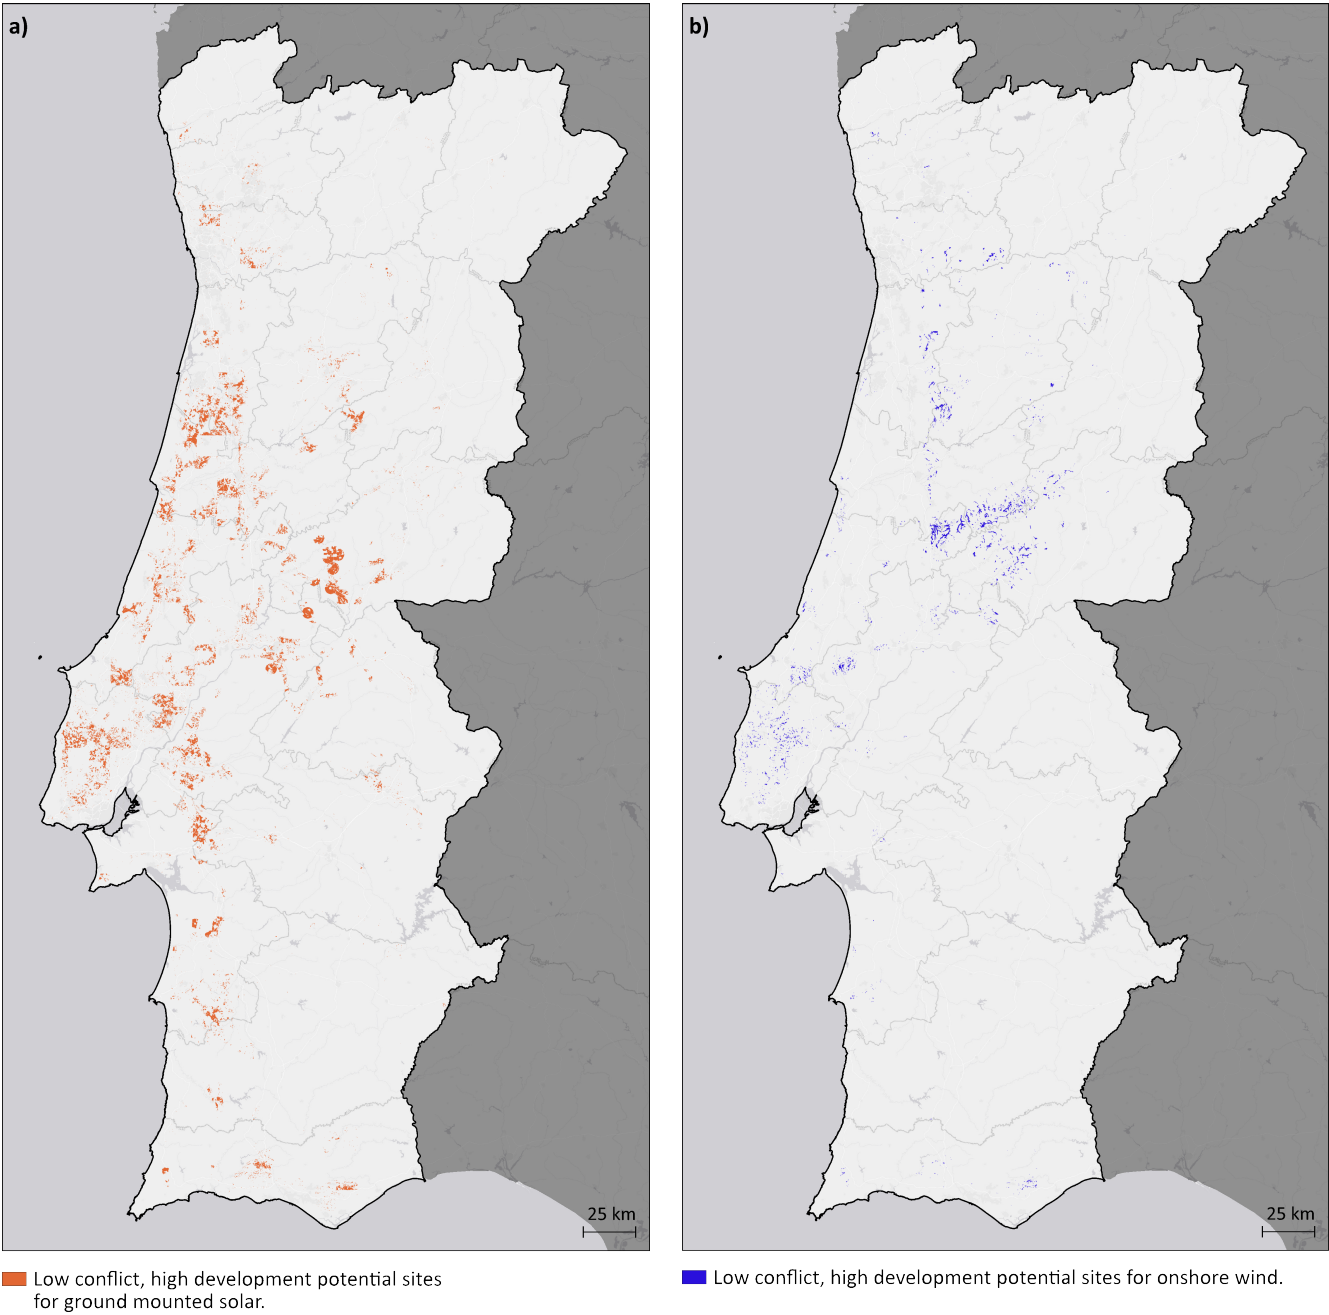 a)
b)
25 km
25 km
Low conflict, high development potential sites
for ground mounted solar.
Low conflict, high development potential sites for onshore wind.